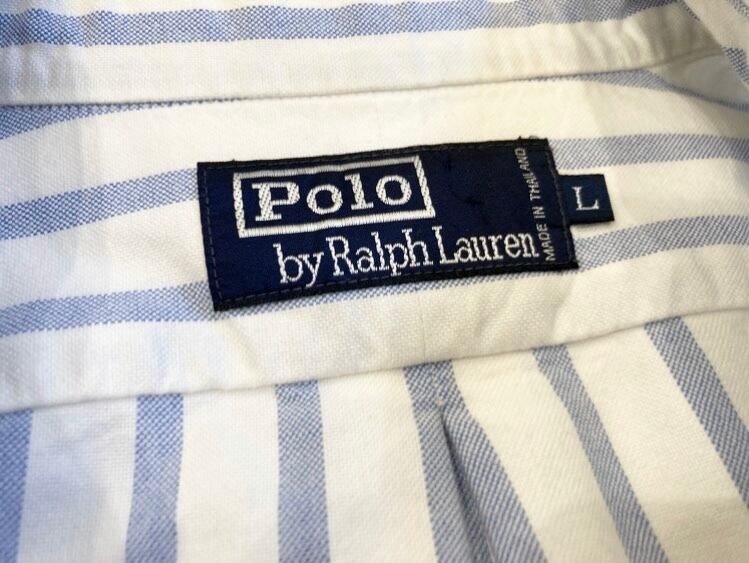 Polo
by Ralph Lauren
MADE IN THAILAND
L